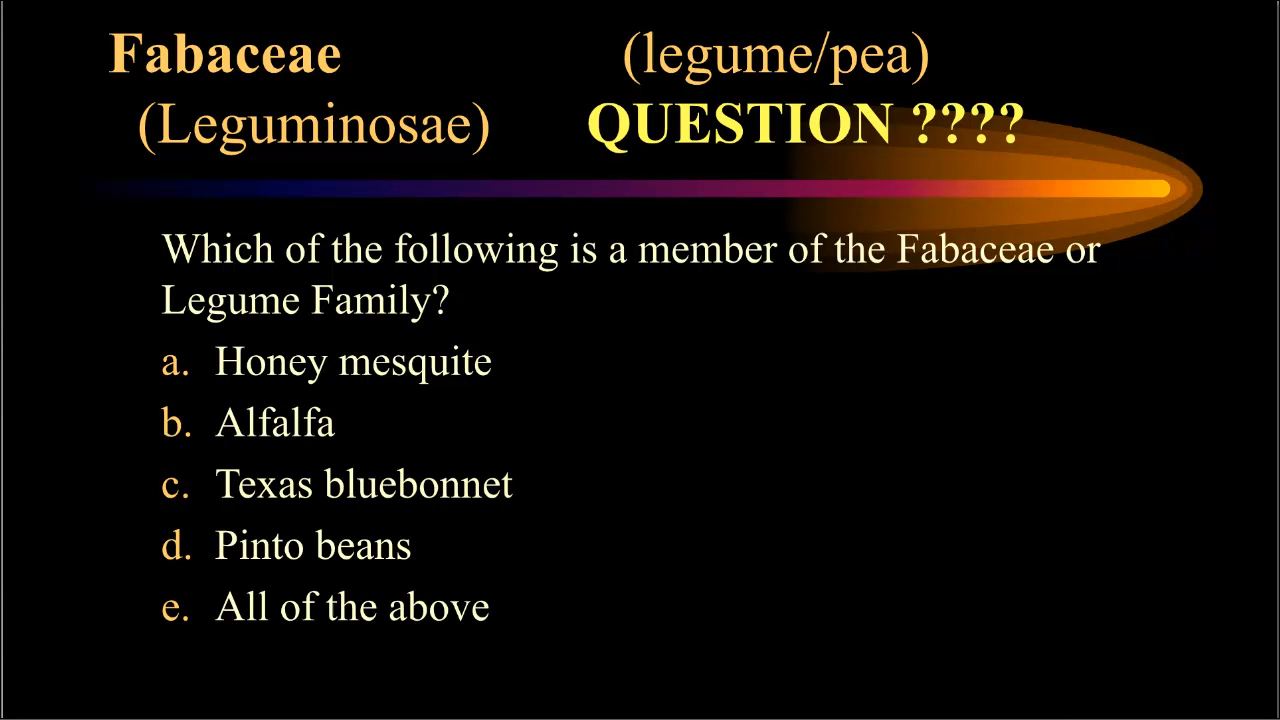 Fabaceae (legume/pea)
(Leguminosae) QUESTION ????
Which of the following is a member of the Fabaceae or
Legume Family?
a. Honey mesquite
b. Alfalfa
c. Texas bluebonnet
d. Pinto beans
e. All of the above